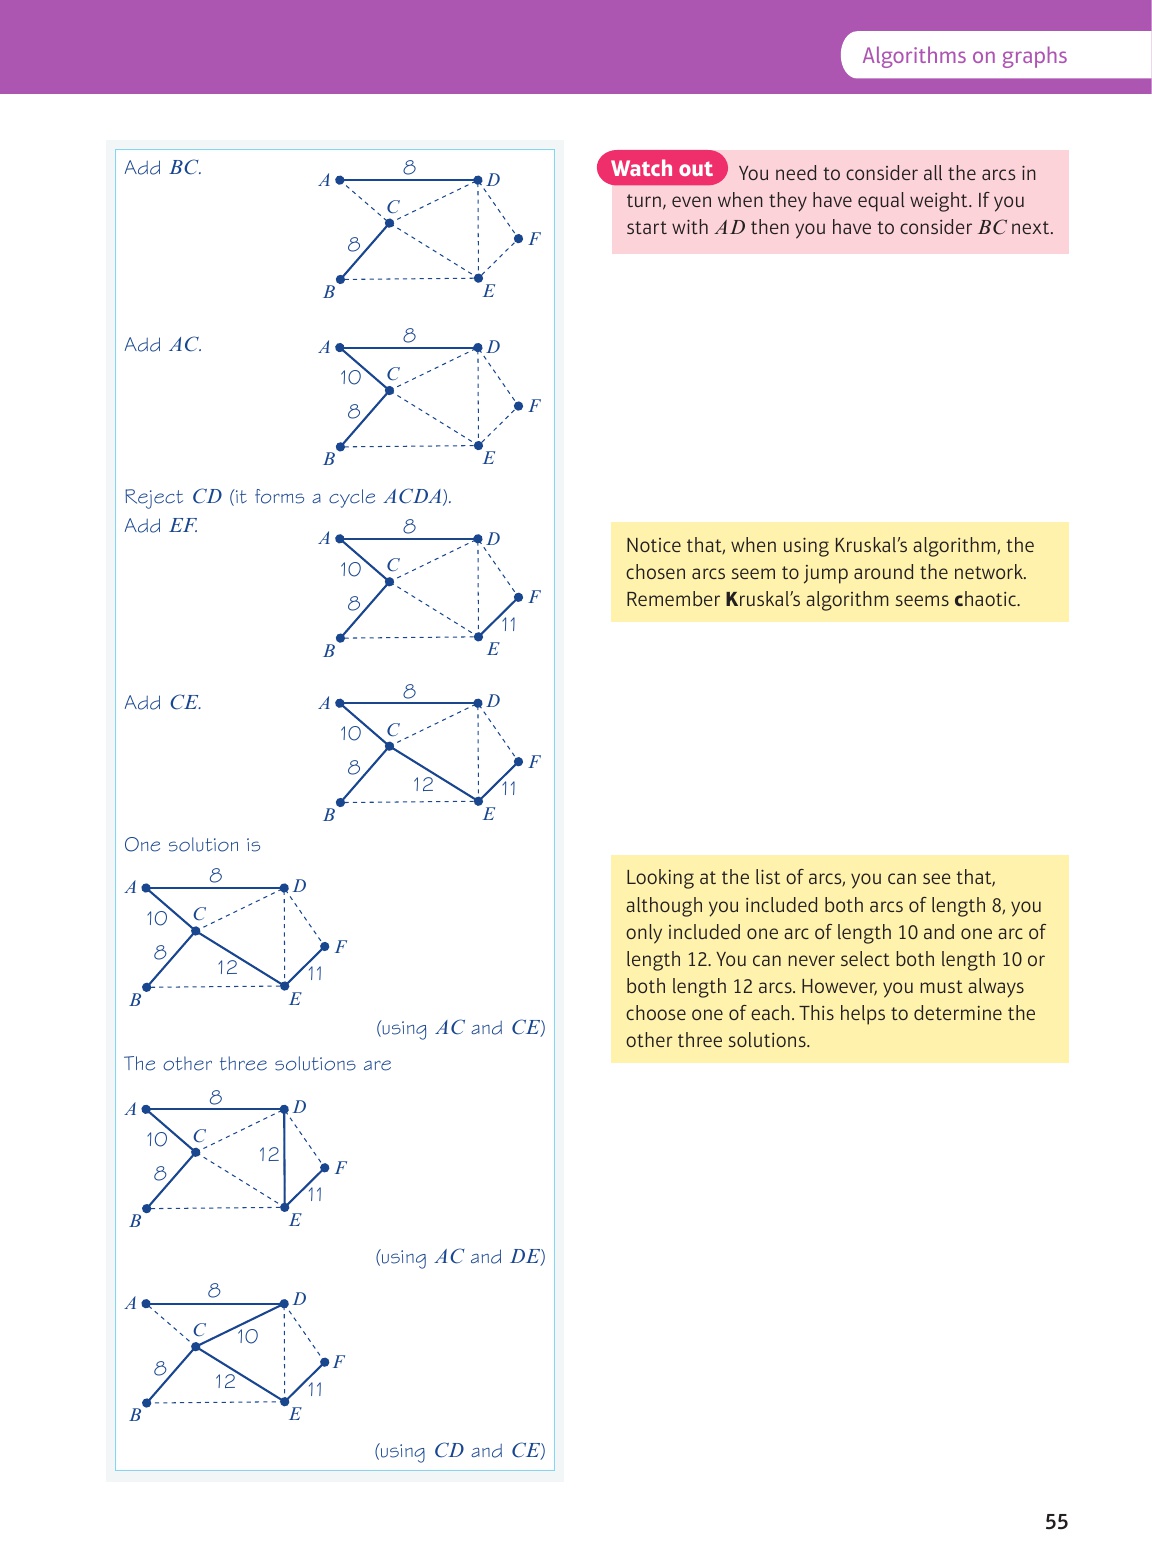 Algorithms on graphs
Add BC.
A
8
D
C
8
F
B
E
Watch out You need to consider all the arcs in
turn, even when they have equal weight. If you
start with AD then you have to consider BC next.
Add AC.
A
8
D
10
C
8
F
B
E
Reject CD (it forms a cycle ACDA).
Add EF.
A
8
D
10
C
8
F
11
B
E
Notice that, when using Kruskal’s algorithm, the
chosen arcs seem to jump around the network.
Remember Kruskal’s algorithm seems chaotic.
Add CE.
A
8
D
10
C
8
F
12
11
B
E
One solution is
A
8
D
10
C
8
F
12
11
B
E
(using AC and CE)
Looking at the list of arcs, you can see that,
although you included both arcs of length 8, you
only included one arc of length 10 and one arc of
length 12. You can never select both length 10 or
both length 12 arcs. However, you must always
choose one of each. This helps to determine the
other three solutions.
The other three solutions are
A
8
D
10
C
12
8
F
11
B
E
(using AC and DE)
A
8
D
C
10
8
F
12
11
B
E
(using CD and CE)
55